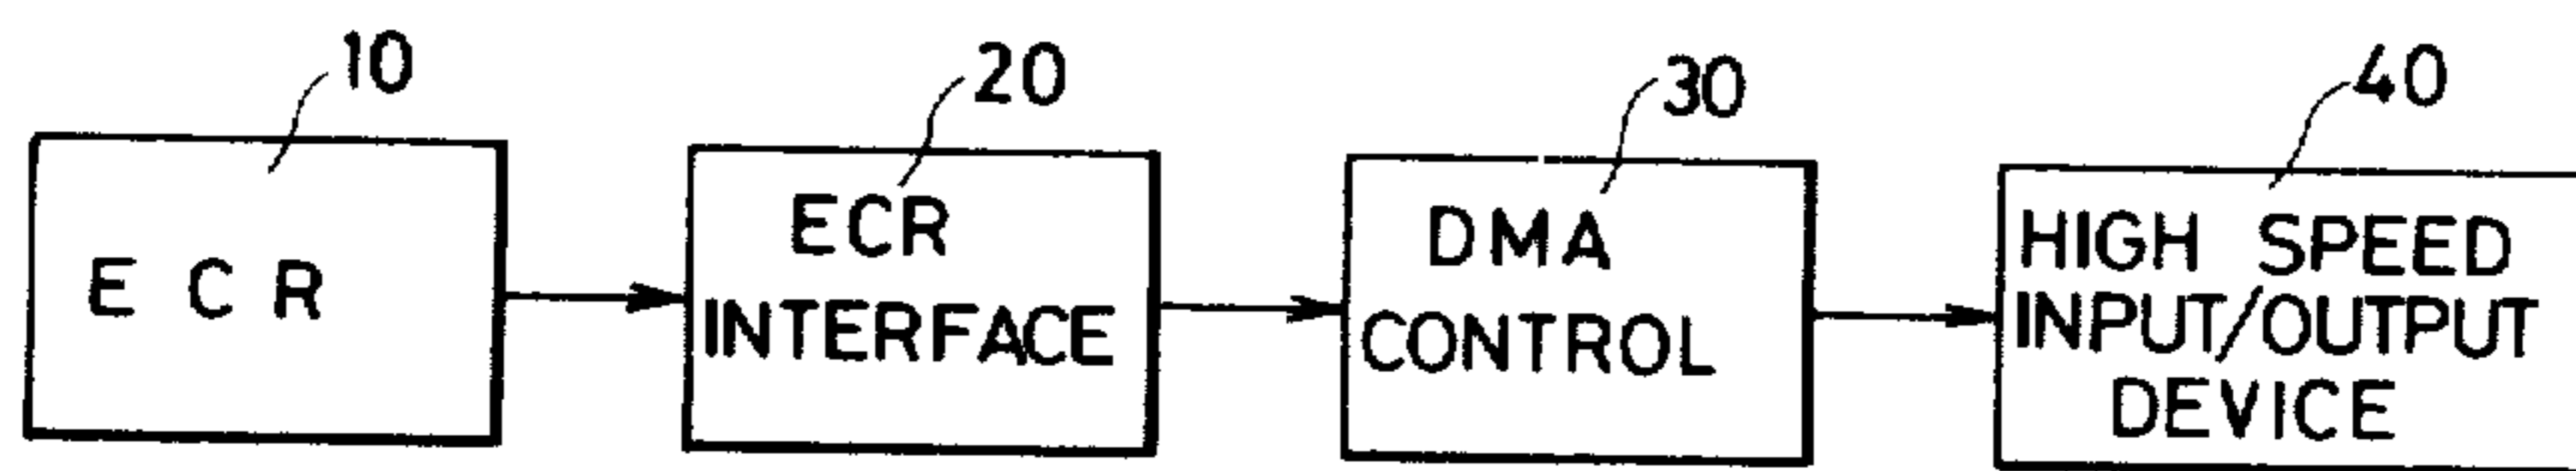 10
20
30
40
E C R
ECR
INTERFACE
DMA
CONTROL
HIGH SPEED
INPUT/OUTPUT
DEVICE